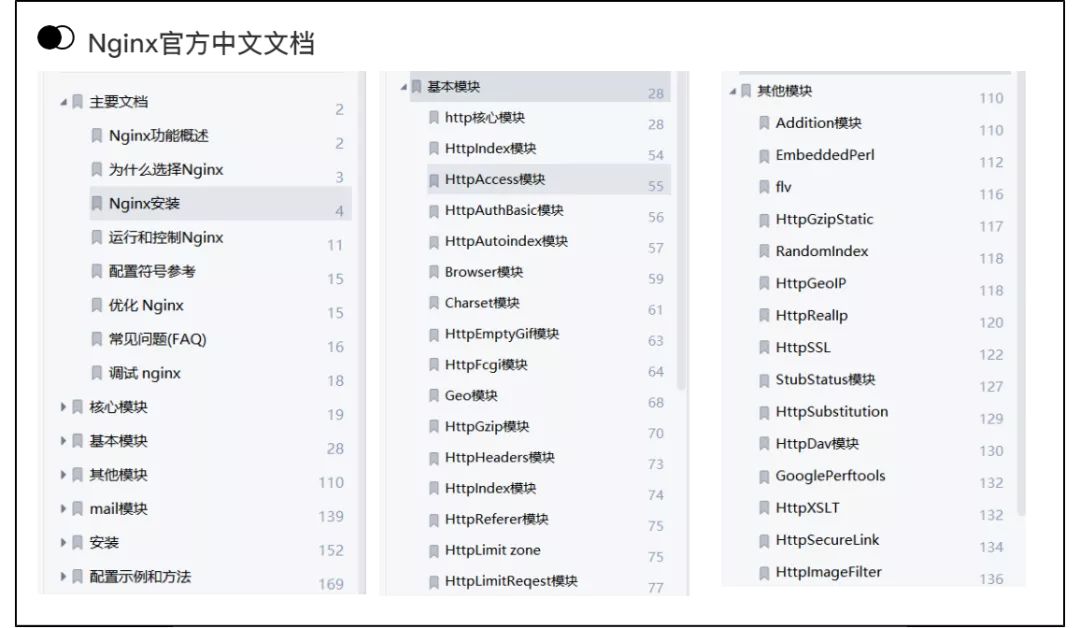 Nginx官方中文文档
主要文档 2
Nginx功能概述 2
为什么选择Nginx 3
Nginx安装 4
运行和控制Nginx 11
配置符号参考 15
优化 Nginx 15
常见问题(FAQ) 16
调试 nginx 18
核心模块 19
基本模块 28
其他模块 110
mail模块 139
安装 152
配置示例和方法 169
基本模块 28
http核心模块 28
HttpIndex模块 54
HttpAccess模块 55
HttpAuthBasic模块 56
HttpAutoindex模块 57
Browser模块 59
Charset模块 61
HttpEmptyGif模块 63
HttpFcgi模块 64
Geo模块 68
HttpGzip模块 70
HttpHeaders模块 73
HttpIndex模块 74
HttpReferer模块 75
HttpLimit zone 75
HttpLimitReqest模块 77
其他模块 110
Addition模块 110
EmbeddedPerl 112
flv 116
HttpGzipStatic 117
RandomIndex 118
HttpGeoIP 118
HttpRealIp 120
HttpSSL 122
StubStatus模块 127
HttpSubstitution 129
HttpDav模块 130
GooglePerftools 132
HttpXSLT 132
HttpSecureLink 134
HttpImageFilter 136